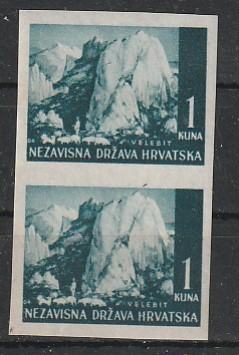 VELEBIT
1
KUNA
NEZAVISNA DRŽAVA HRVATSKA
VELEBIT
1
KUNA
NEZAVISNA DRŽAVA HRVATSKA